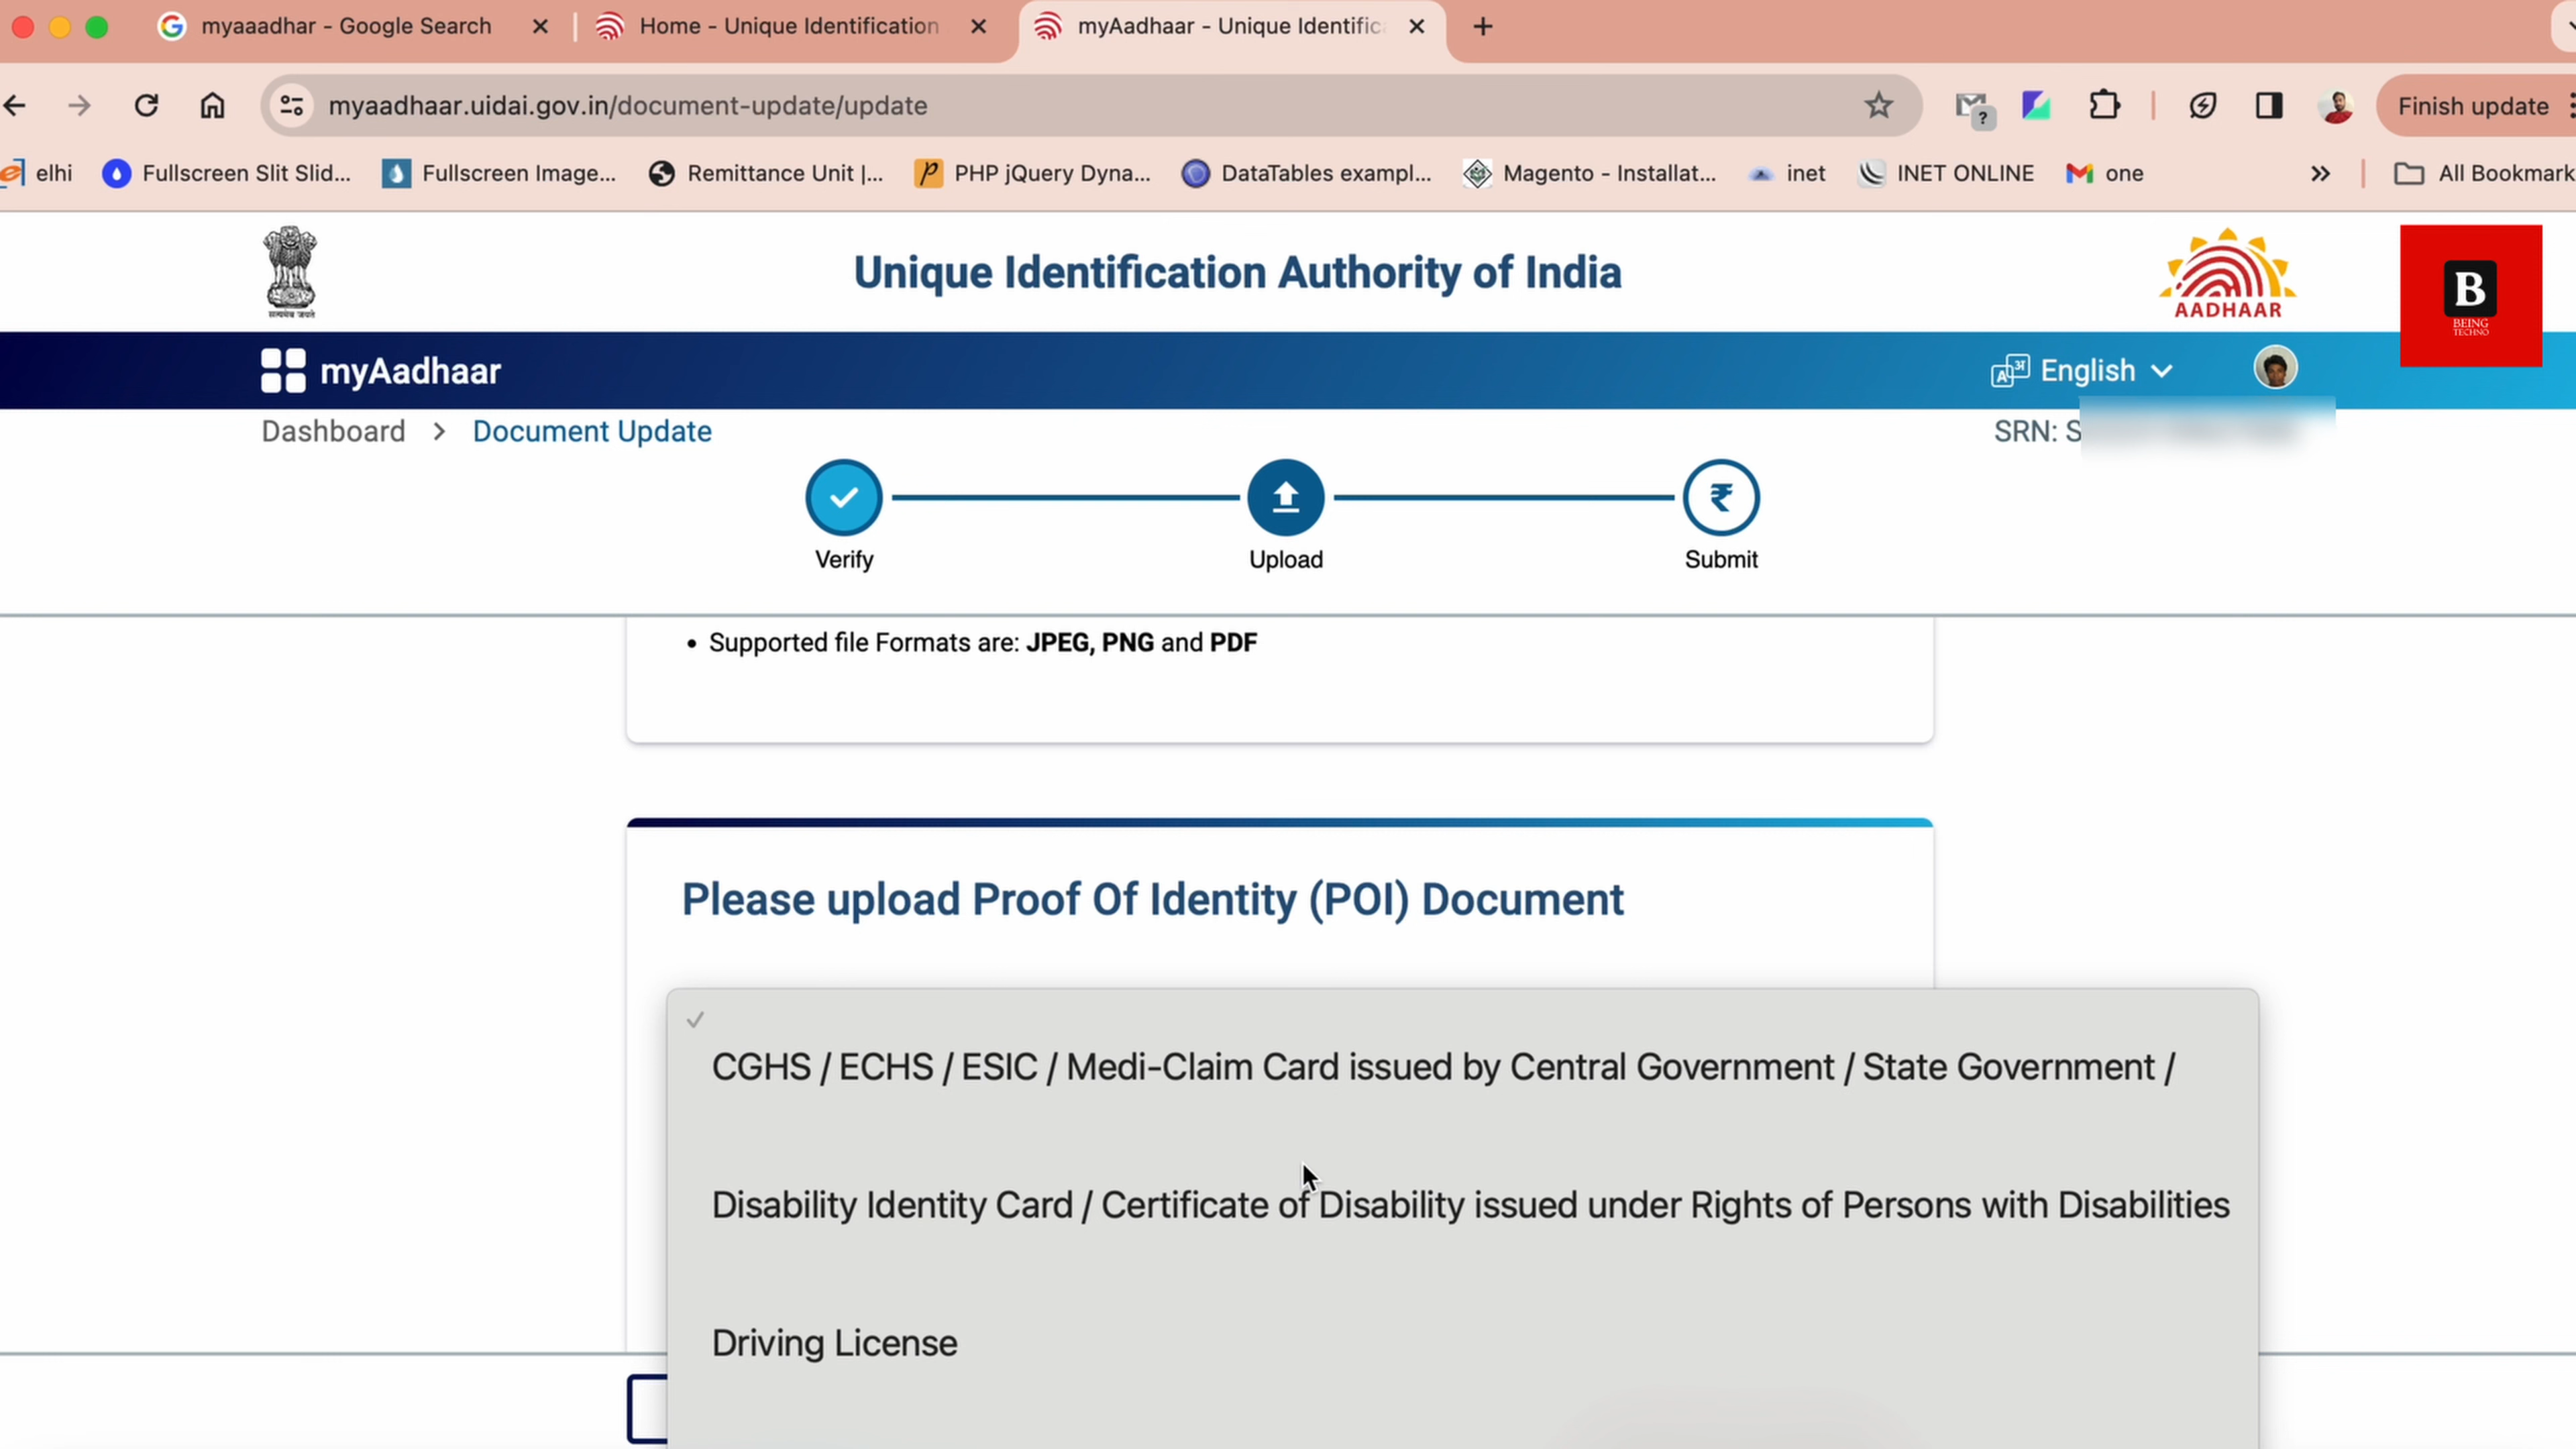 myaaadhar - Google Search
Home - Unique Identification
myAadhaar - Unique Identific
myaadhaar.uidai.gov.in/document-update/update
Finish update
elhi
Fullscreen Slit Slid...
Fullscreen Image...
Remittance Unit |...
PHP jQuery Dyna...
DataTables exampl...
Magento - Installat...
inet
INET ONLINE
one
All Bookmark
सत्यमेव जयते
Unique Identification Authority of India
AADHAAR
B
BEING
TECHNO
myAadhaar
English
Dashboard > Document Update
SRN: S
Verify
Upload
Submit
• Supported file Formats are: JPEG, PNG and PDF
Please upload Proof Of Identity (POI) Document
CGHS / ECHS / ESIC / Medi-Claim Card issued by Central Government / State Government /
Disability Identity Card / Certificate of Disability issued under Rights of Persons with Disabilities
Driving License